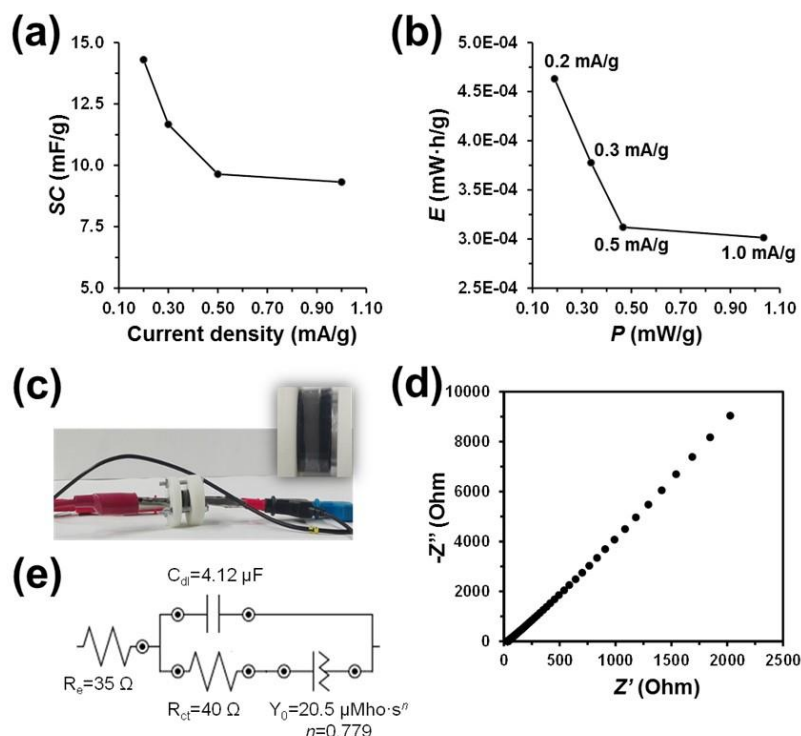 (a)
15.0
12.5
10.0
7.5
5.0
SC (mF/g)
0.10 0.30 0.50 0.70 0.90 1.10
Current density (mA/g)
(b)
5.0E-04
4.5E-04
4.0E-04
3.5E-04
3.0E-04
2.5E-04
E (mW·h/g)
0.2 mA/g
0.3 mA/g
0.5 mA/g
1.0 mA/g
0.10 0.30 0.50 0.70 0.90 1.10
P (mW/g)
(c)
(d)
10000
8000
6000
4000
2000
0
-Z’’ (Ohm)
0 500 1000 1500 2000 2500
Z’ (Ohm)
(e)
Cdl=4.12 µF
Re=35 Ω
Rct=40 Ω
Y0=20.5 µMho·sⁿ
n=0.779